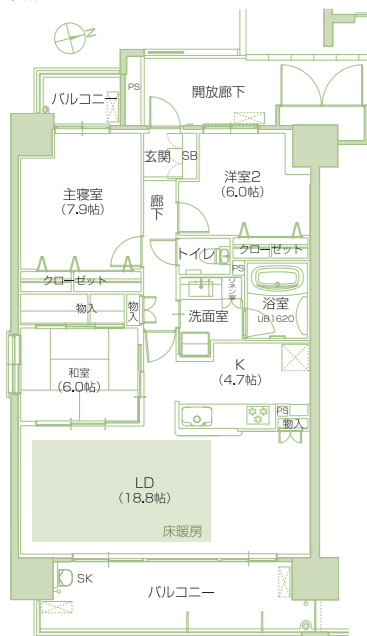 N
PS
開放廊下
バルコニー
玄関
SB
主寝室
(7.9帖)
廊下
洋室2
(6.0帖)
トイレ
クローゼット
クローゼット
PS
リネン庫
浴室
UB1620
洗面室
物入
物入
和室
(6.0帖)
K
(4.7帖)
PS
物入
LD
(18.8帖)
床暖房
SK
バルコニー